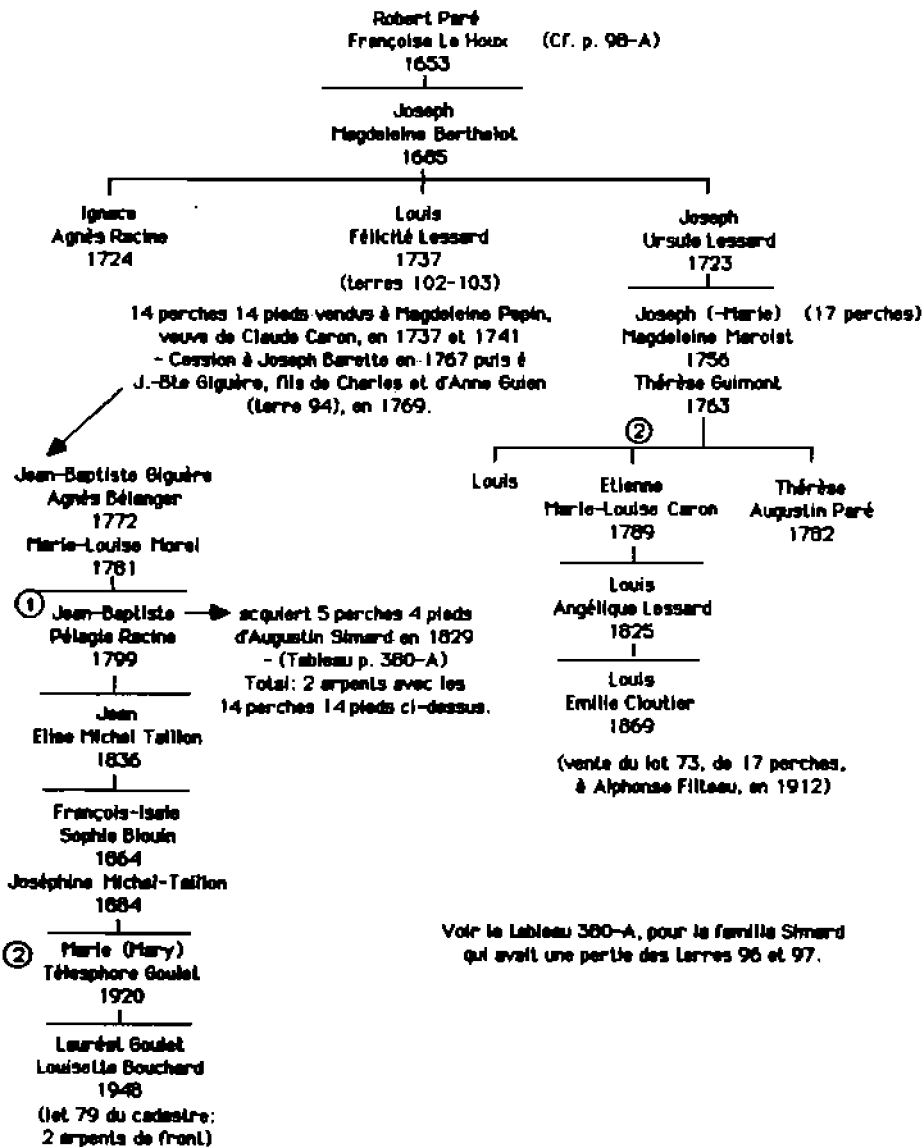 Robert Paré
Françoise Le Houx (Cf. p. 98-A)
1653
Joseph
Magdeleine Berthelot
1685
Ignace
Agnès Racine
1724
Louis
Félicité Lessard
1737
(terres 102-103)
Joseph
Ursule Lessard
1723
14 perches 14 pieds vendus à Magdeleine Pepin,
veuve de Claude Caron, en 1737 et 1741
- Cession à Joseph Barette en 1767 puis à
J.-Bte Giguère, fils de Charles et d'Anne Guien
(terre 94), en 1769.
Joseph (-Marie) (17 perches)
Magdeleine Meroist
1756
Thérèse Guimont
1763
②
Louis
Etienne
Marie-Louise Caron
1789
Thérèse
Augustin Paré
1782
Jean-Baptiste Giguère
Agnès Bélanger
1772
Marie-Louise Morel
1781
①
Jean-Baptiste
Pélagie Racine
1799
acquiert 5 perches 4 pieds
d'Augustin Simard en 1829
- (Tableau p. 380-A)
Total: 2 arpents avec les
14 perches 14 pieds ci-dessus.
Louis
Angélique Lessard
1825
Louis
Emilie Cloutier
1869
(vente du lot 73, de 17 perches,
à Alphonse Filteau, en 1912)
Jean
Elise Michel Taillon
1836
François-Isaïe
Sophie Blouin
1864
Joséphine Michel-Taillon
1884
②
Marie (Mary)
Télesphore Goulet
1920
Lauréat Goulet
Louisette Bouchard
1948
(lot 79 du cadastre;
2 arpents de front)
Voir le tableau 380-A, pour la famille Simard
qui avait une partie des terres 96 et 97.